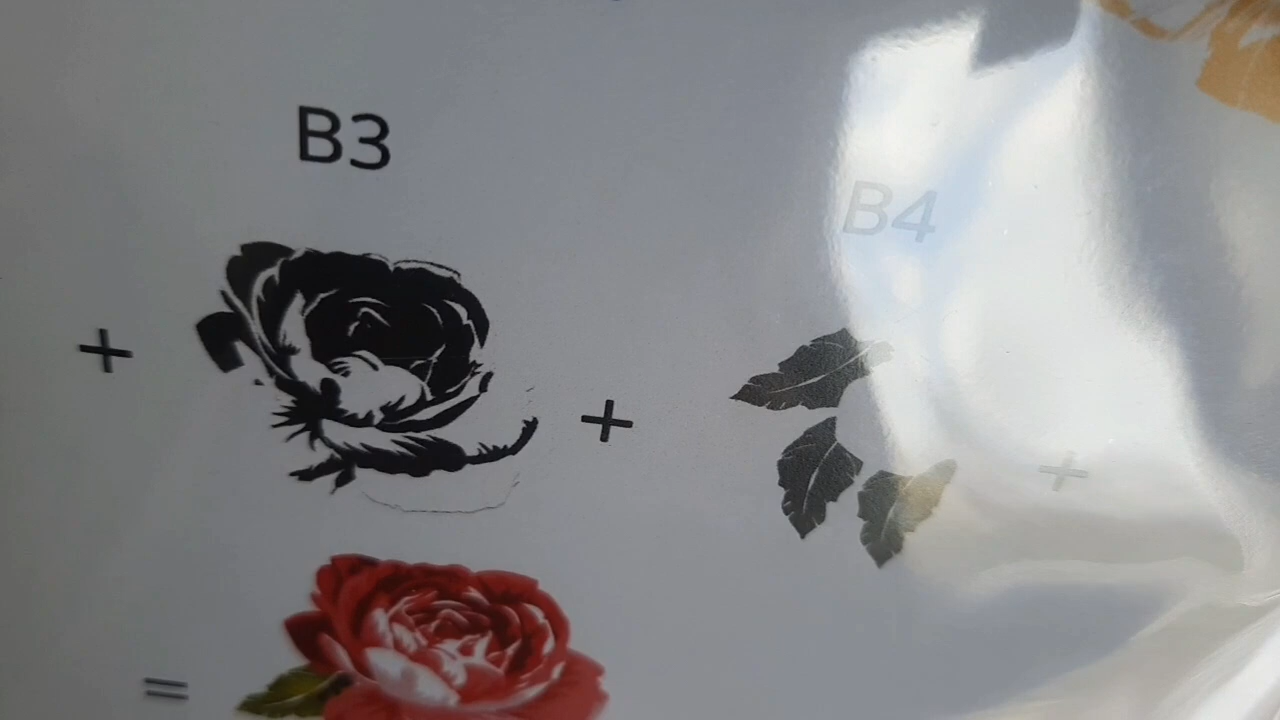 B3
B4
+
+
+
=